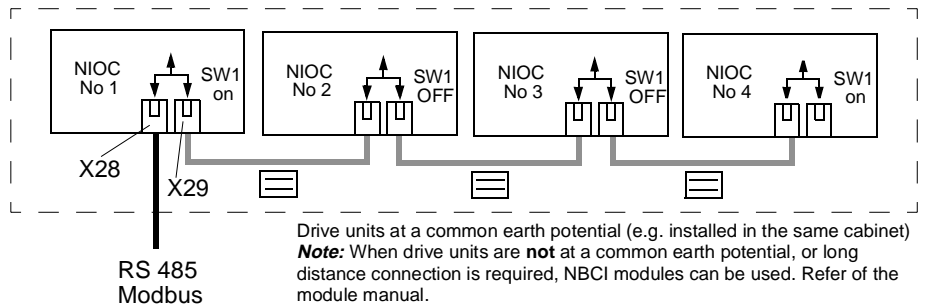 NIOC
No 1
SW1
on
NIOC
No 2
SW1
OFF
NIOC
No 3
SW1
OFF
NIOC
No 4
SW1
on
X28
X29
RS 485
Modbus
Drive units at a common earth potential (e.g. installed in the same cabinet)
Note: When drive units are not at a common earth potential, or long
distance connection is required, NBCI modules can be used. Refer of the
module manual.